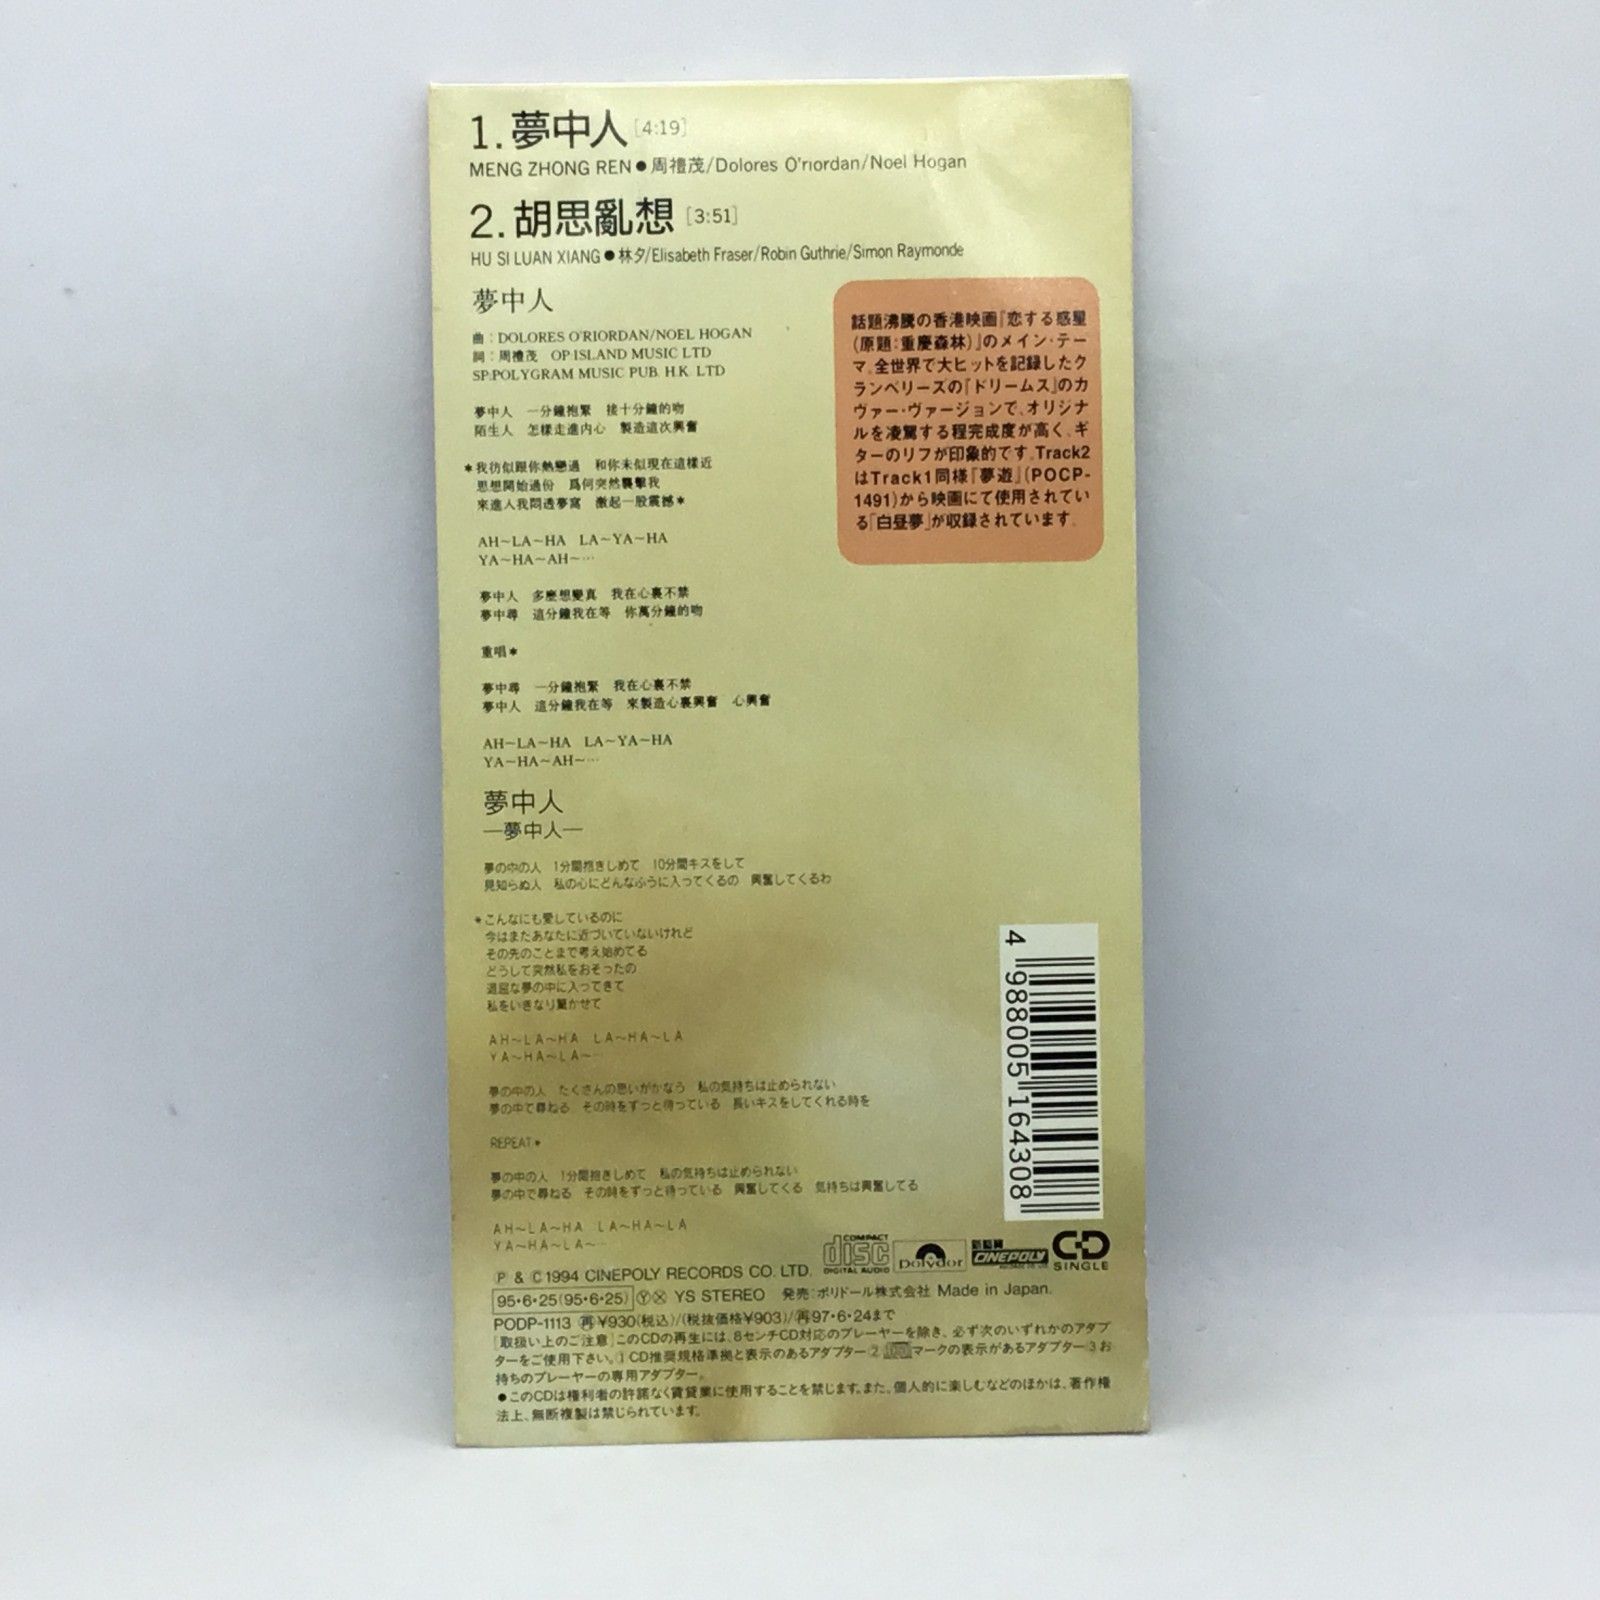 1.夢中人[4:19]
MENG ZHONG REN●周禮茂/Dolores O'riordan/Noel Hogan
2.胡思亂想[3:51]
HU SI LUAN XIANG●林夕/Elisabeth Fraser/Robin Guthrie/Simon Raymonde
夢中人
曲：DOLORES O'RIORDAN/NOEL HOGAN
詞：周禮茂　OP:ISLAND MUSIC LTD
SP:POLYGRAM MUSIC PUB. H.K. LTD
夢中人　一分鐘抱緊　接十分鐘的吻
陌生人　怎樣走進内心　製造這次興奮
*我彷似跟你熱戀過　和你未似現在這樣近
思想開始過份　爲何突然襲擊我
來進入我悶透夢窩　激起一股震撼*
AH～LA～HA　LA～YA～HA
YA～HA～AH～…
夢中人　多麽想變真　我在心裏不禁
夢中尋　這分鐘我在等　你萬分鐘的吻
重唱*
夢中尋　一分鐘抱緊　我在心裏不禁
夢中人　這分鐘我在等　來製造心裏興奮　心興奮
AH～LA～HA　LA～YA～HA
YA～HA～AH～…
話題沸騰の香港映画『恋する惑星
(原題：重慶森林)』のメイン・テー
マ。全世界で大ヒットを記録したク
ランベリーズの『ドリームス』のカ
ヴァー・ヴァージョンで、オリジナ
ルを凌駕する程完成度が高く、ギ
ターのリフが印象的です。Track2
はTrack1同様『夢遊』(POCP-
1491)から映画にて使用されてい
る「白昼夢」が収録されています。
夢中人
—夢中人—
夢の中の人　1分間抱きしめて　10分間キスをして
見知らぬ人　私の心にどんなふうに入ってくるの　興奮してくるわ
*こんなにも愛しているのに
今はまだあなたに近づいていないけれど
その先のことまで考え始めてる
どうして突然私をおそったの
退屈な夢の中に入ってきて
私をいきなり驚かせて
AH～LA～HA　LA～HA～LA
YA～HA～LA～…
夢の中の人　たくさんの思いがかなう　私の気持ちは止められない
夢の中で尋ねる　その時をずっと待っている　長いキスをしてくれる時を
REPEAT*
夢の中の人　1分間抱きしめて　私の気持ちは止められない
夢の中で尋ねる　その時をずっと待っている　興奮してくる　気持ちは興奮してる
AH～LA～HA　LA～HA～LA
YA～HA～LA～…
4 988005 164308
COMPACT disc DIGITAL AUDIO
polydor
CINEPOLY
CD SINGLE
Ⓟ & Ⓒ1994 CINEPOLY RECORDS CO. LTD.
95・6・25(95・6・25) ⓎⓍ YS STEREO　発売：ポリドール株式会社 Made in Japan.
PODP-1113 ㊢¥930(税込)/(税抜価格¥903)/再97・6・24まで
[取扱い上のご注意]このCDの再生には、8センチCD対応のプレーヤーを除き、必ず次のいずれかのアダプ
ターをご使用下さい。①CD推奨規格準拠と表示のあるアダプター②マークの表示があるアダプター③お
持ちのプレーヤーの専用アダプター。
●このCDは権利者の許諾なく賃貸業に使用することを禁じます。また、個人的に楽しむなどのほかは、著作権
法上、無断複製は禁じられています。